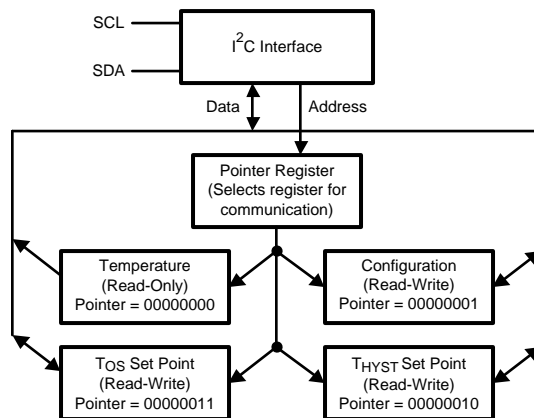 SCL
I²C Interface
SDA
Data
Address
Pointer Register
(Selects register for
communication)
Temperature
(Read-Only)
Pointer = 00000000
Configuration
(Read-Write)
Pointer = 00000001
TOS Set Point
(Read-Write)
Pointer = 00000011
THYST Set Point
(Read-Write)
Pointer = 00000010